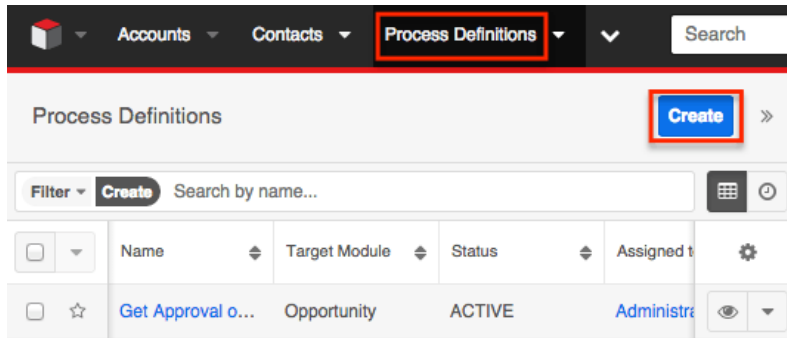 Accounts Contacts Process Definitions Search
Process Definitions Create
Filter Create Search by name...
Name Target Module Status Assigned t
Get Approval o... Opportunity ACTIVE Administra